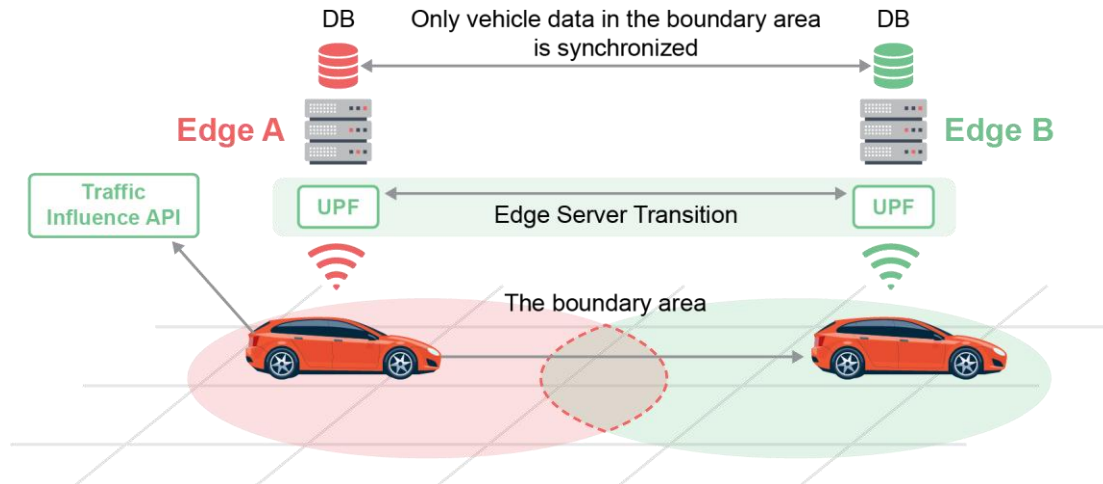 DB
Only vehicle data in the boundary area
is synchronized
DB
Edge A
Edge B
Traffic
Influence API
UPF
Edge Server Transition
UPF
The boundary area